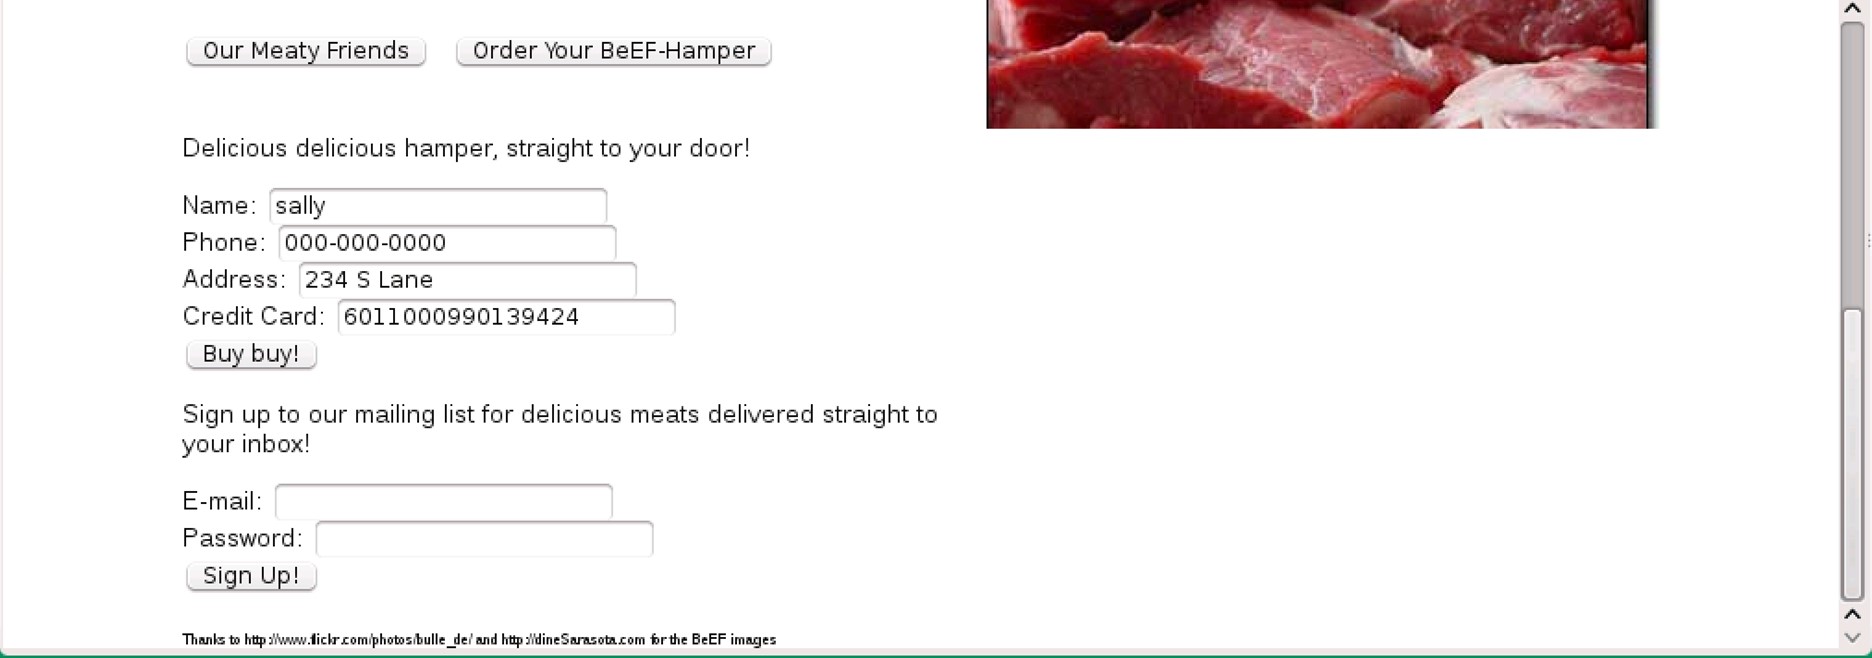 Our Meaty Friends Order Your BeEF-Hamper
Delicious delicious hamper, straight to your door!
Name: sally
Phone: 000-000-0000
Address: 234 S Lane
Credit Card: 6011000990139424
Buy buy!
Sign up to our mailing list for delicious meats delivered straight to
your inbox!
E-mail:
Password:
Sign Up!
Thanks to http://www.flickr.com/photos/bulle_de/ and http://dineSarasota.com for the BeEF images